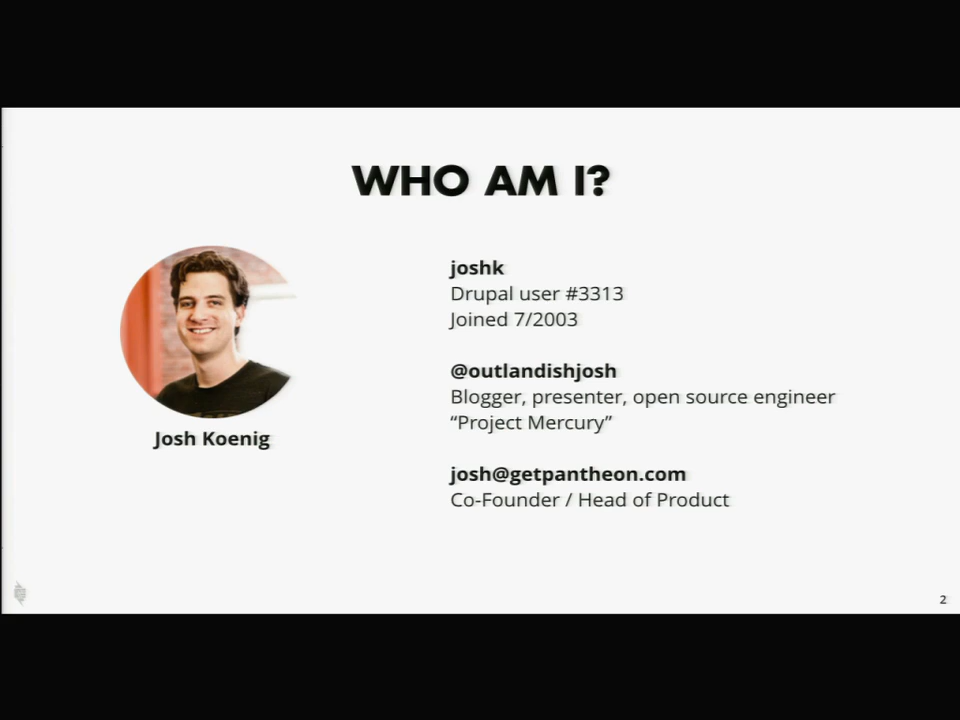 WHO AM I?
joshk
Drupal user #3313
Joined 7/2003
@outlandishjosh
Blogger, presenter, open source engineer
“Project Mercury”
josh@getpantheon.com
Co-Founder / Head of Product
Josh Koenig
2